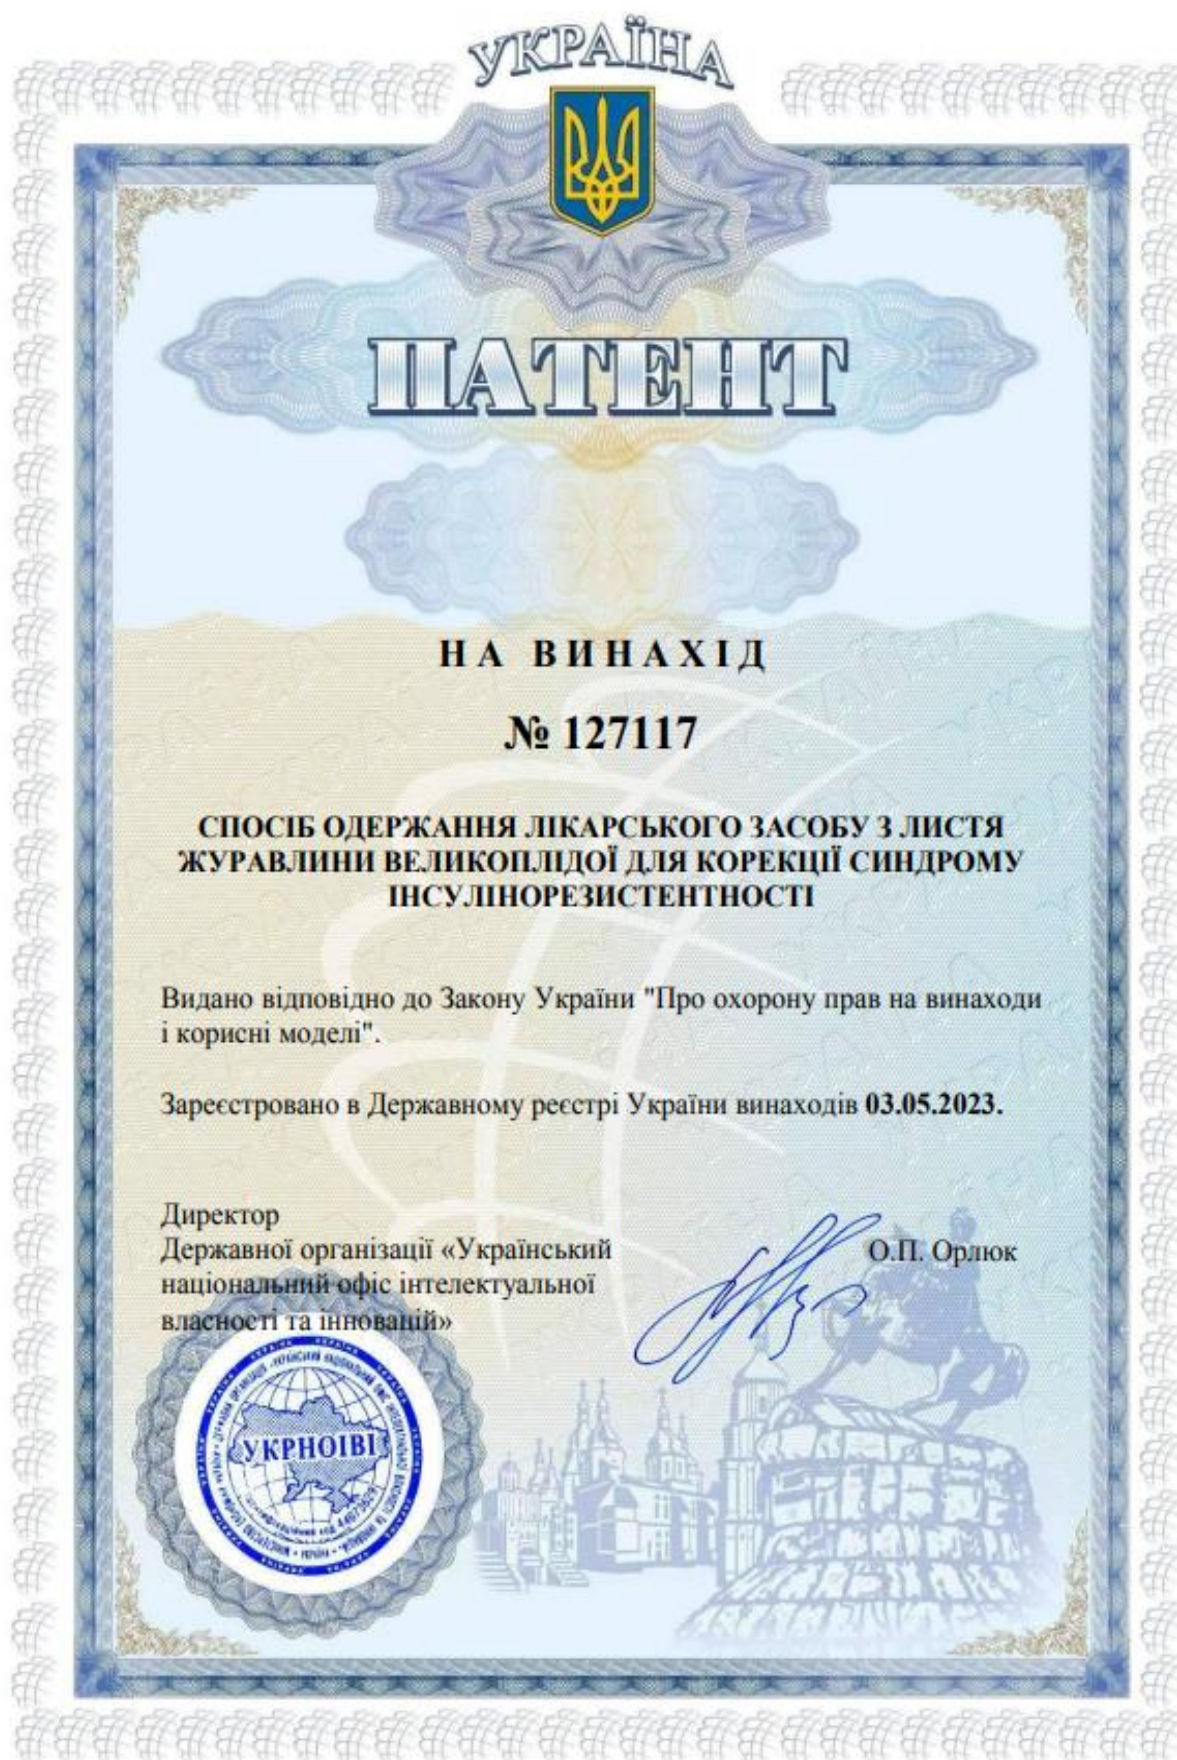 УКРАЇНА
ПАТЕНТ
НА ВИНАХІД
№ 127117
СПОСІБ ОДЕРЖАННЯ ЛІКАРСЬКОГО ЗАСОБУ З ЛИСТЯ
ЖУРАВЛИНИ ВЕЛИКОПЛІДОЇ ДЛЯ КОРЕКЦІЇ СИНДРОМУ
ІНСУЛІНОРЕЗИСТЕНТНОСТІ
Видано відповідно до Закону України "Про охорону прав на винаходи
і корисні моделі".
Зареєстровано в Державному реєстрі України винаходів 03.05.2023.
Директор
Державної організації «Український
національний офіс інтелектуальної
власності та інновацій»
О.П. Орлюк
УКРНОІВІ